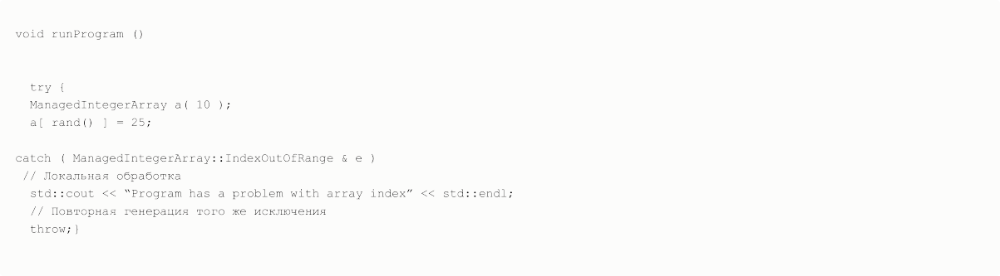 void runProgram ()
try {
ManagedIntegerArray a( 10 );
a[ rand() ] = 25;
catch ( ManagedIntegerArray::IndexOutOfRange & e )
// Локальная обработка
std::cout << “Program has a problem with array index” << std::endl;
// Повторная генерация того же исключения
throw;}